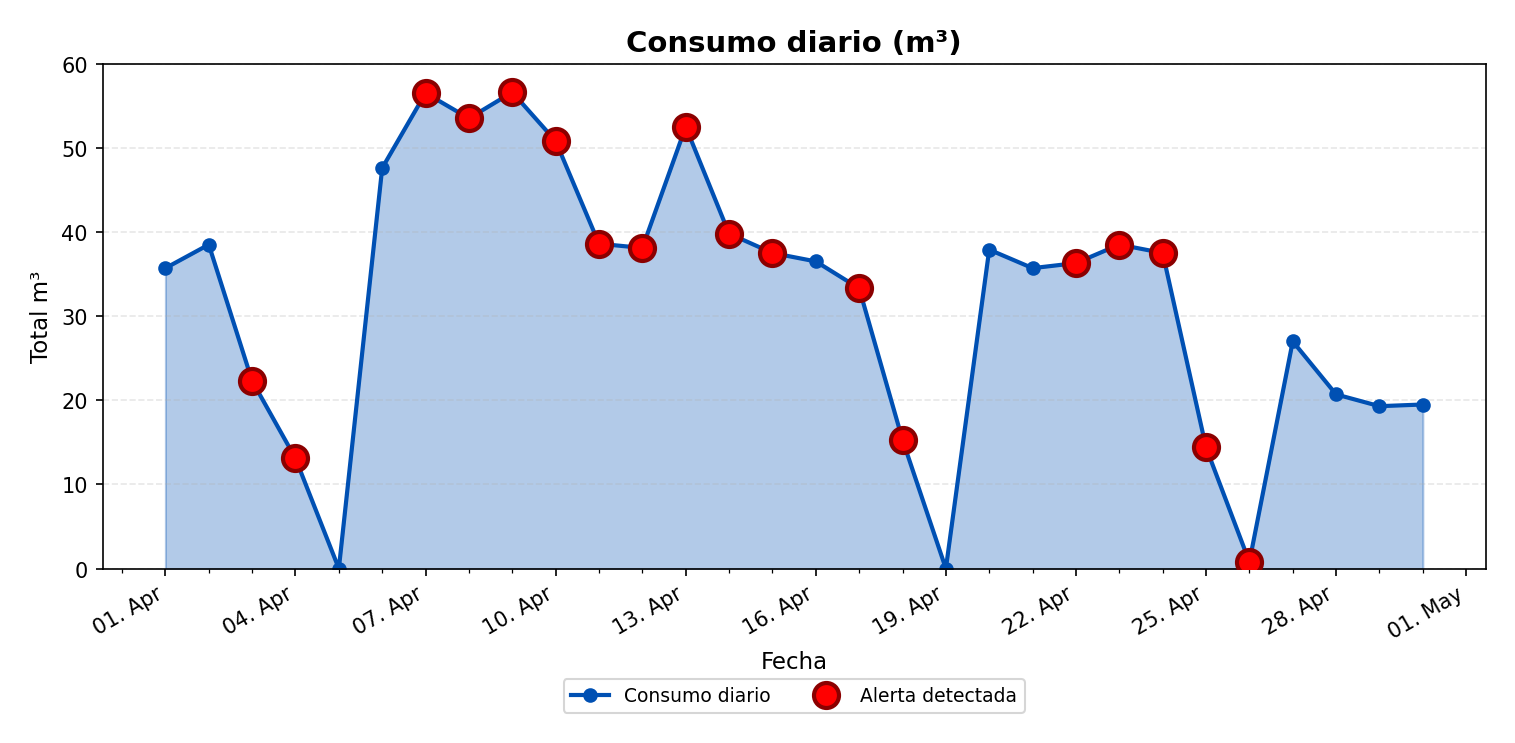 Consumo diario (m³)
Total m³
60
50
40
30
20
10
0
01. Apr
04. Apr
07. Apr
10. Apr
13. Apr
16. Apr
19. Apr
22. Apr
25. Apr
28. Apr
01. May
Fecha
Consumo diario
Alerta detectada